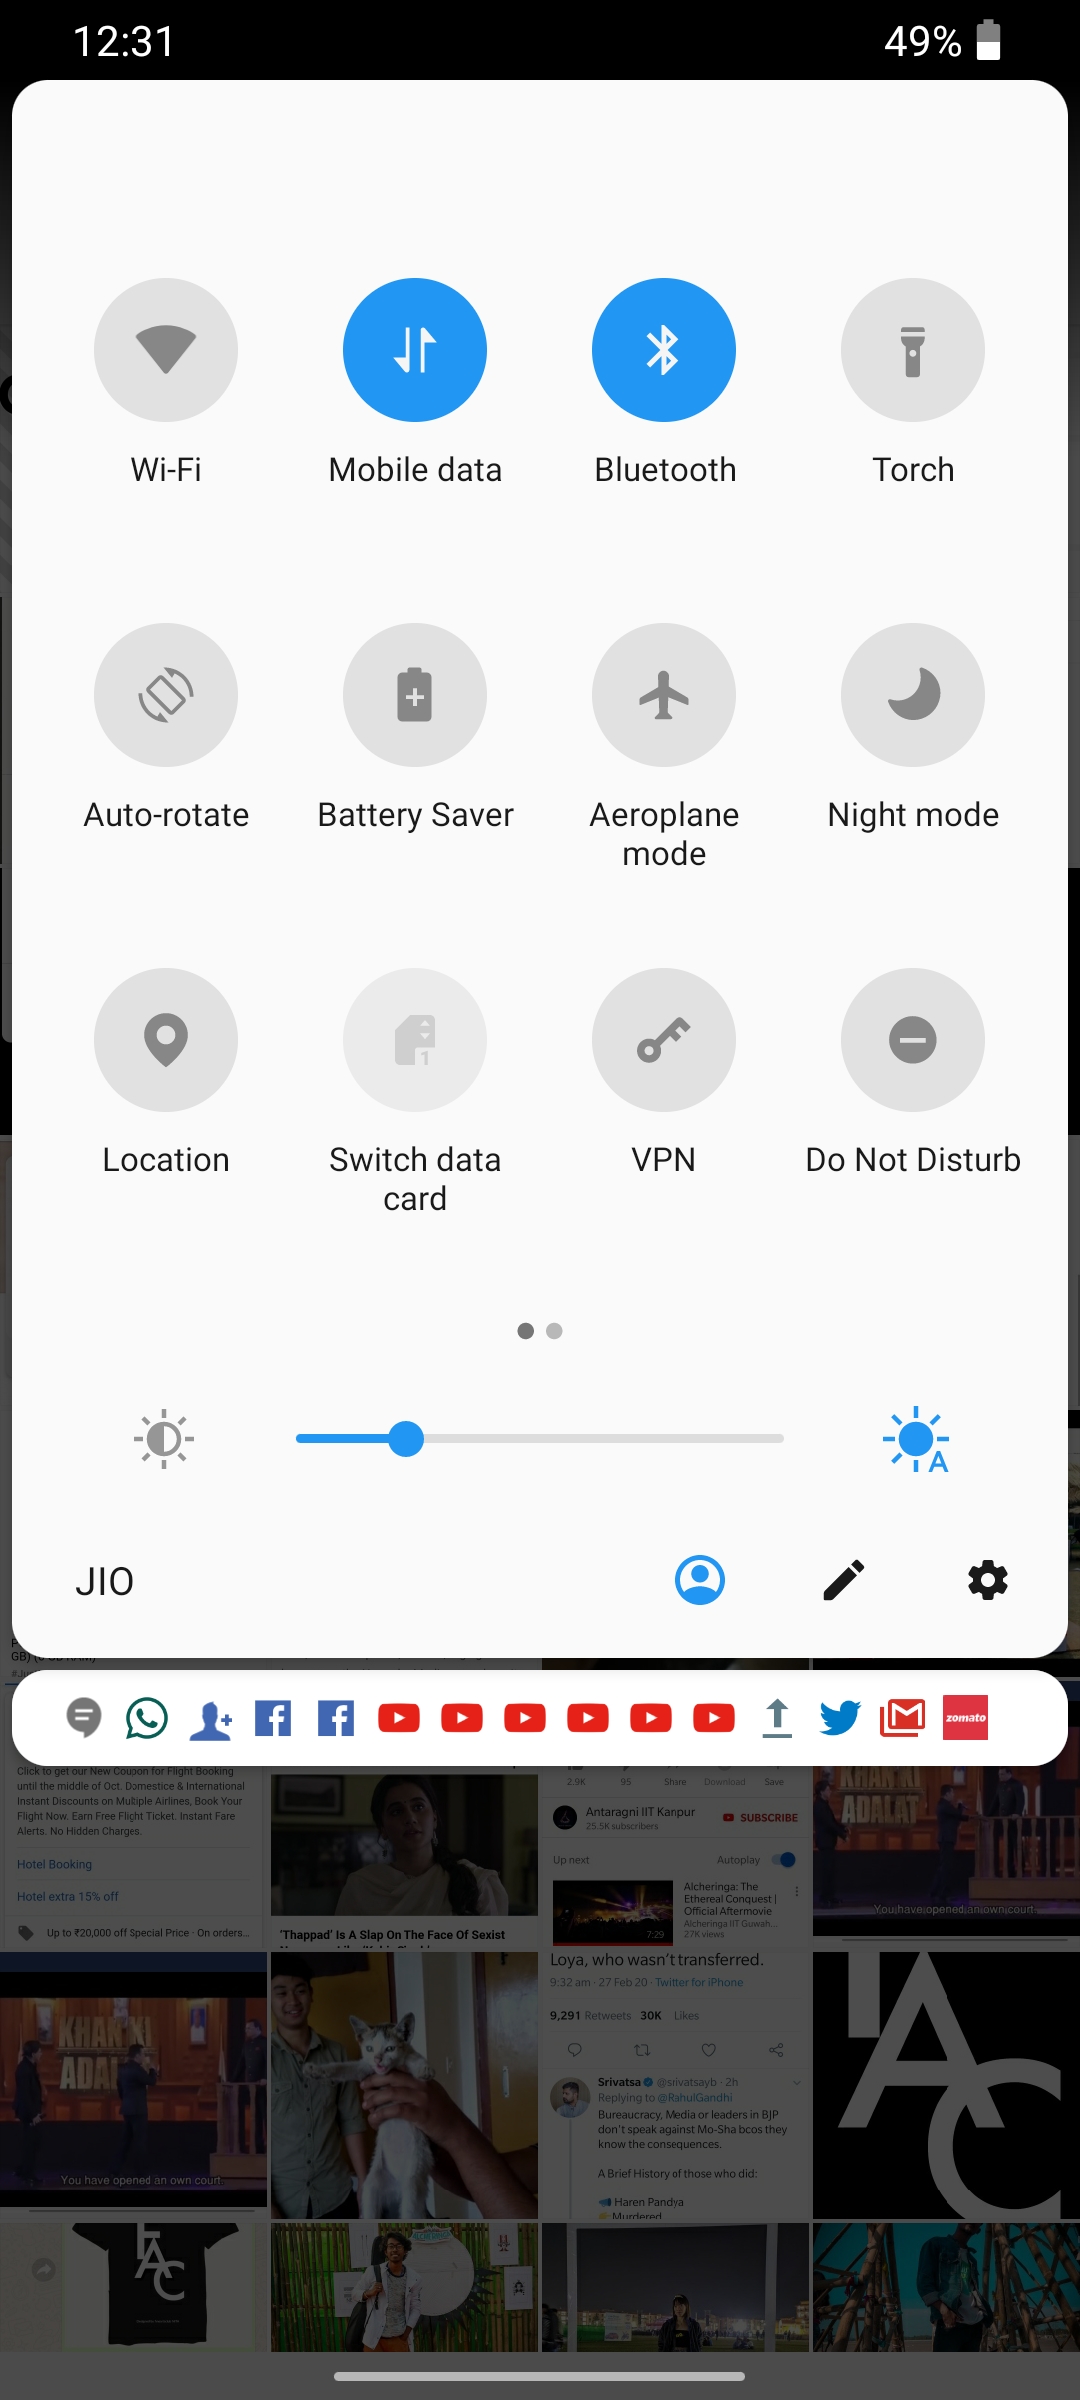 12:31
49%
Wi-Fi
Mobile data
Bluetooth
Torch
Auto-rotate
Battery Saver
Aeroplane
mode
Night mode
1
Location
Switch data
card
VPN
Do Not Disturb
A
JIO
zomato
Click to get our New Coupon for Flight Booking
until the middle of Oct. Domestice & International
Instant Discounts on Multiple Airlines, Book Your
Flight Now. Earn Free Flight Ticket. Instant Fare
Alerts. No Hidden Charges.
Hotel Booking
Hotel extra 15% off
Up to ₹20,000 off Special Price · On orders...
'Thappad' Is A Slap On The Face Of Sexist
2.9K
95
Share
Download
Save
Antaragni IIT Kanpur
25.5K subscribers
SUBSCRIBE
Up next
Autoplay
Alcheringa: The
Ethereal Conquest |
Official Aftermovie
Alcheringa IIT Guwah...
27K views
7:29
KHAN KI
ADALAT
You have opened an own court.
KHAN KI
ADALAT
You have opened an own court.
Loya, who wasn't transferred.
9:32 am · 27 Feb 20 · Twitter for iPhone
9,291 Retweets 30K Likes
Srivatsa @srivatsayb · 2h
Replying to @RahulGandhi
Bureaucracy, Media or leaders in BJP
don't speak against Mo-Sha bcos they
know the consequences.
A Brief History of those who did:
Haren Pandya
Murdered
IAC
IAC